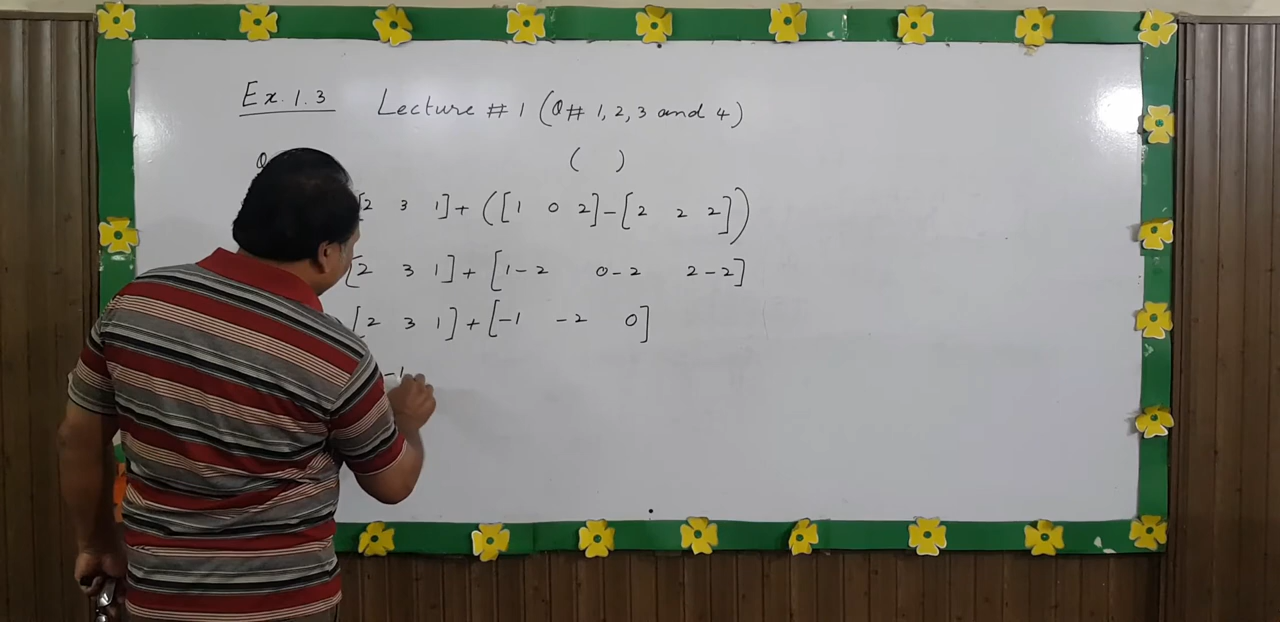 Ex. 1.3 Lecture # 1 (Q# 1, 2, 3 and 4)
Q ( )
[2 3 1] + ([1 0 2] - [2 2 2])
[2 3 1] + [1-2 0-2 2-2]
[2 3 1] + [-1 -2 0]
-1